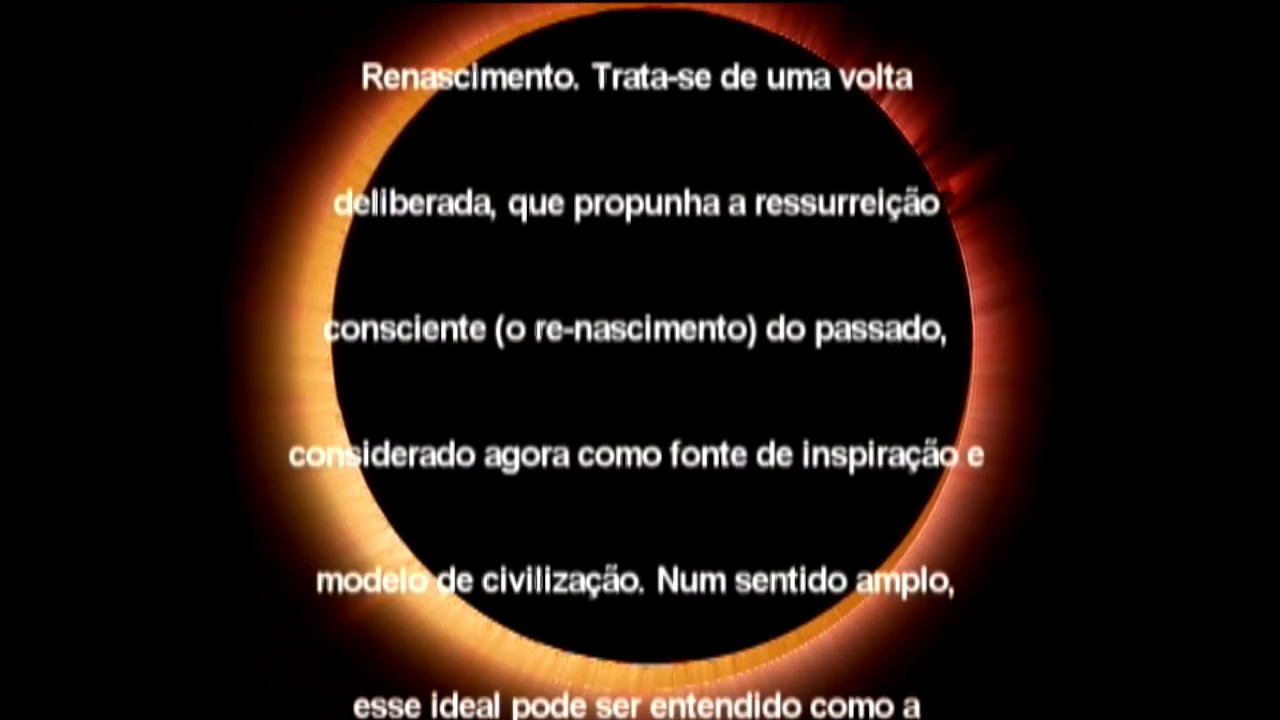 Renascimento. Trata-se de uma volta
deliberada, que propunha a ressurreição
consciente (o re-nascimento) do passado,
considerado agora como fonte de inspiração e
modelo de civilização. Num sentido amplo,
esse ideal pode ser entendido como a